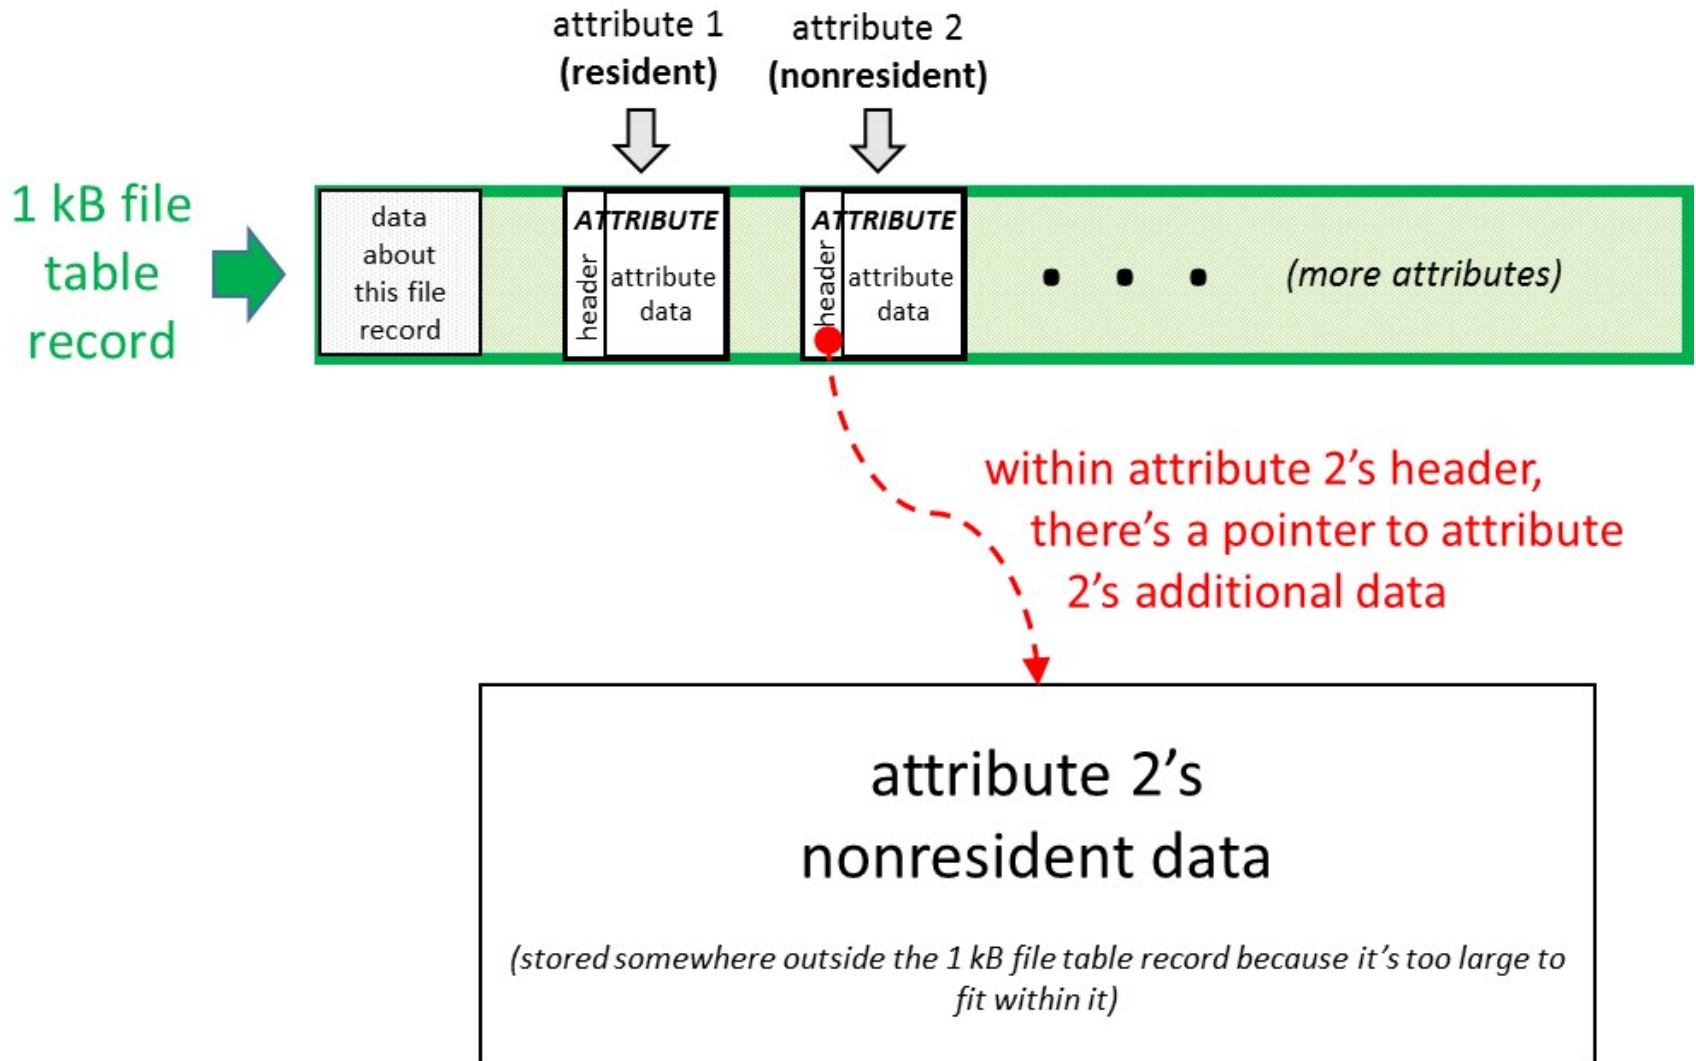 attribute 1
(resident)
attribute 2
(nonresident)
1 kB file
table
record
data
about
this file
record
ATTRIBUTE
header
attribute
data
ATTRIBUTE
header
attribute
data
• • •
(more attributes)
within attribute 2’s header,
there’s a pointer to attribute
2’s additional data
attribute 2’s
nonresident data
(stored somewhere outside the 1 kB file table record because it’s too large to
fit within it)